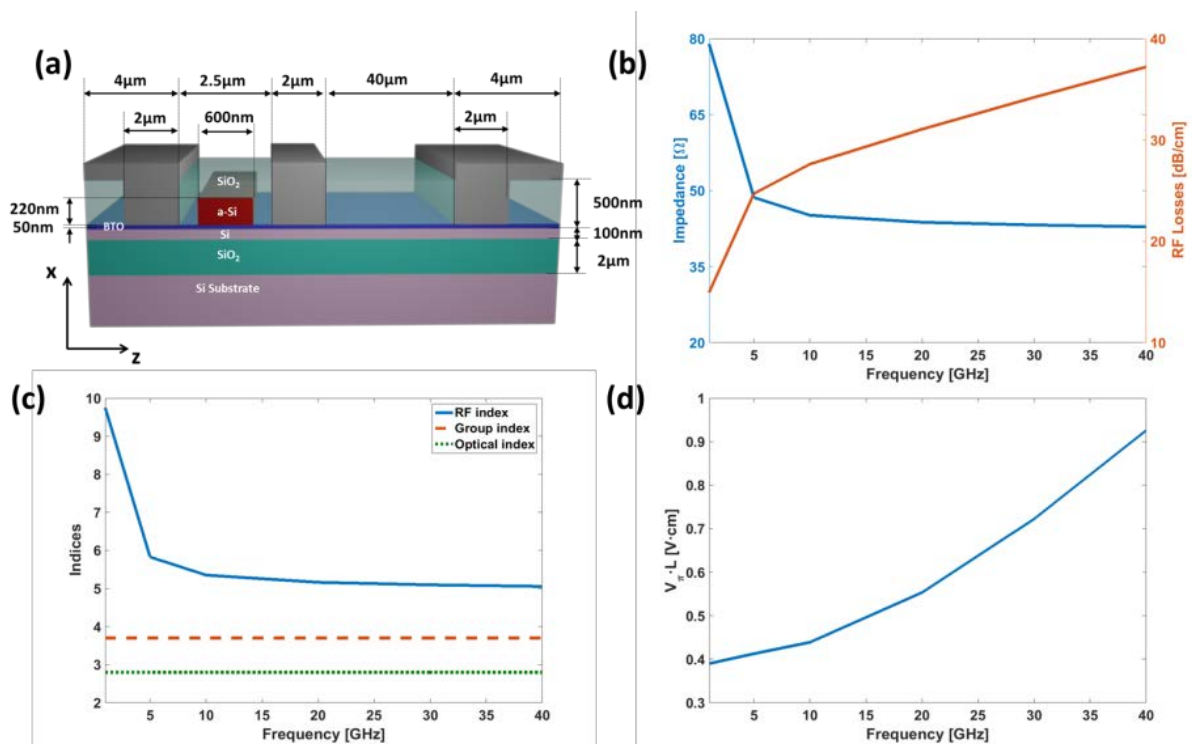 (a)
4µm 2.5µm 2µm 40µm 4µm
2µm 600nm 2µm
SiO₂
220nm a-Si 500nm
50nm BTO Si 100nm
SiO₂ 2µm
Si Substrate
x
z
(b)
80 40
65 30
50
20
35
20 10
Impedance [Ω]
RF Losses [dB/cm]
5 10 15 20 25 30 35 40
Frequency [GHz]
(c)
10
9
8
7
6
5
4
3
2
Indices
RF index
Group index
Optical index
5 10 15 20 25 30 35 40
Frequency [GHz]
(d)
1
0.9
0.8
0.7
0.6
0.5
0.4
0.3
Vπ·L [V·cm]
5 10 15 20 25 30 35 40
Frequency [GHz]